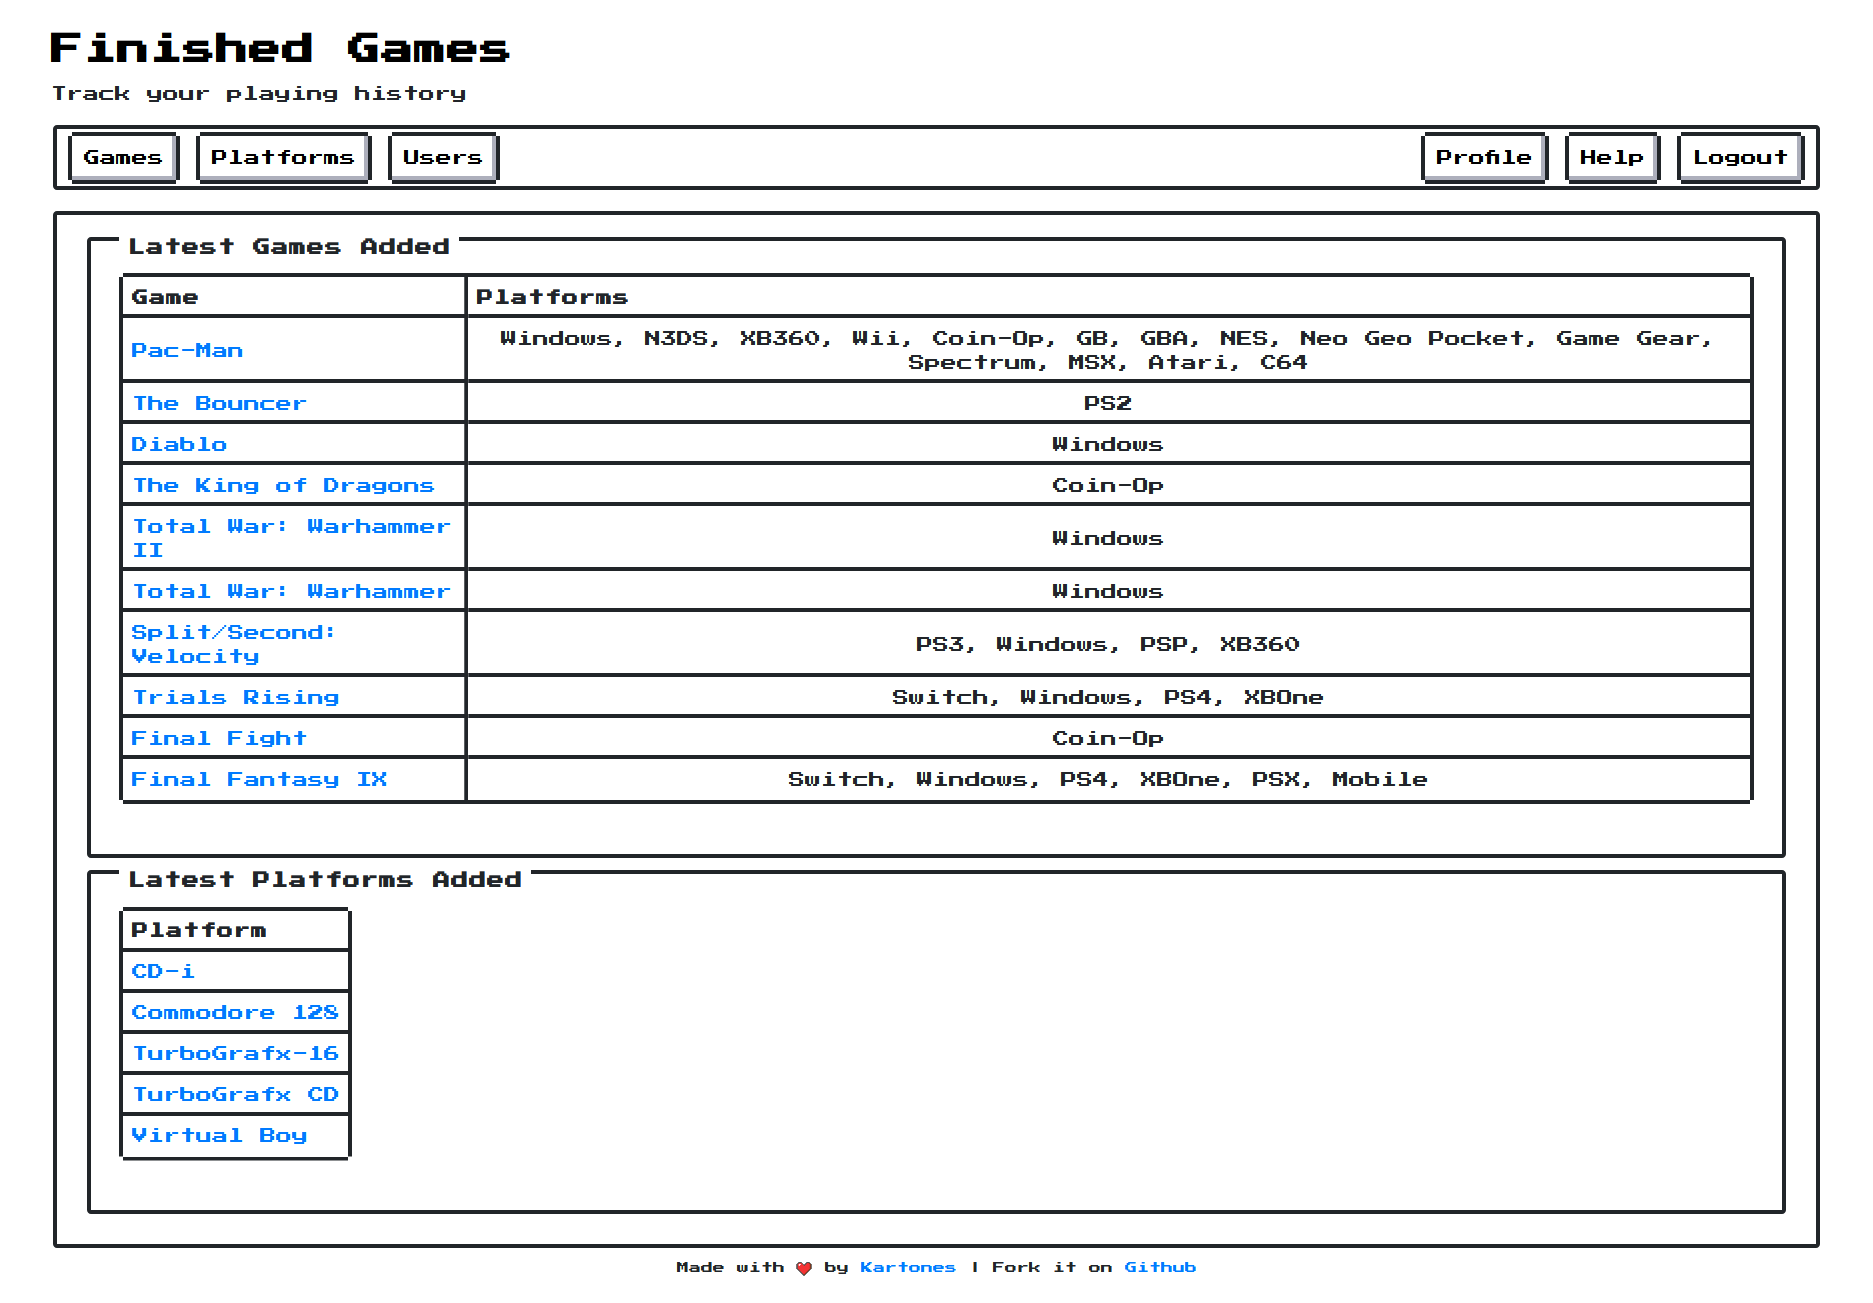 Finished Games
Track your playing history
Games Platforms Users Profile Help Logout
Latest Games Added
Game Platforms
Pac-Man Windows, N3DS, XB360, Wii, Coin-Op, GB, GBA, NES, Neo Geo Pocket, Game Gear,
Spectrum, MSX, Atari, C64
The Bouncer PS2
Diablo Windows
The King of Dragons Coin-Op
Total War: Warhammer
II Windows
Total War: Warhammer Windows
Split/Second:
Velocity PS3, Windows, PSP, XB360
Trials Rising Switch, Windows, PS4, XBOne
Final Fight Coin-Op
Final Fantasy IX Switch, Windows, PS4, XBOne, PSX, Mobile
Latest Platforms Added
Platform
CD-i
Commodore 128
TurboGrafx-16
TurboGrafx CD
Virtual Boy
Made with ❤ by Kartones | Fork it on Github